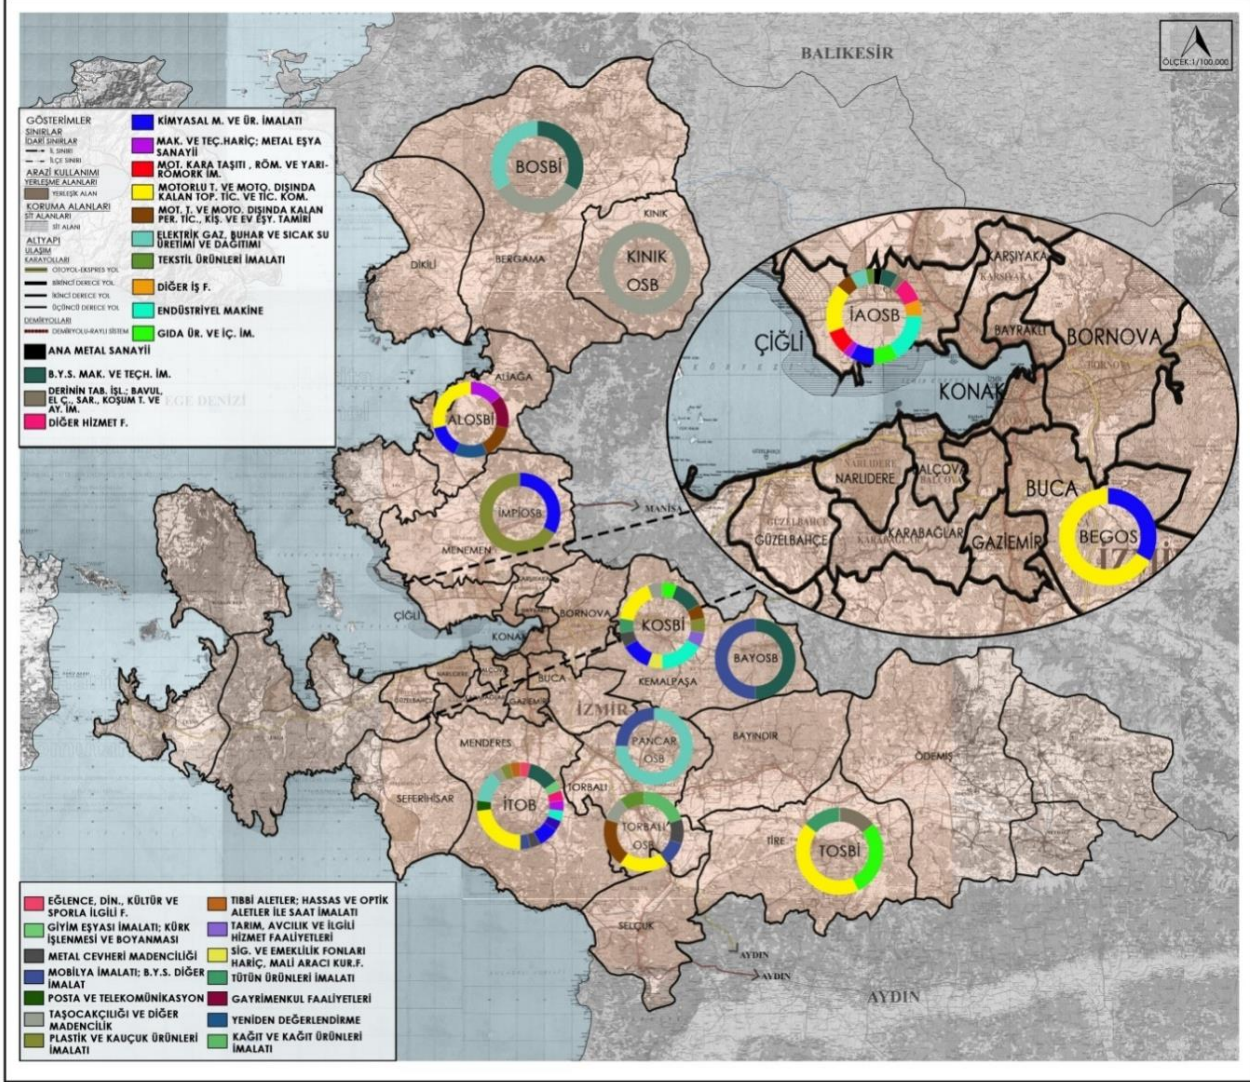 BALIKESİR
ÖLÇEK:1/100.000
GÖSTERİMLER
SINIRLAR
İDARİ SINIRLAR
İL SINIRI
İLÇE SINIRI
ARAZİ KULLANIMI
YERLEŞME ALANLARI
YERLEŞİK ALAN
KORUMA ALANLARI
SİT ALANLARI
SİT ALANI
ALTYAPI
ULAŞIM
KARAYOLLARI
OTOYOL-EKSPRES YOL
BİRİNCİ DERECE YOL
İKİNCİ DERECE YOL
ÜÇÜNCÜ DERECE YOL
DEMİRYOLLARI
DEMİRYOLU-RAYLI SİSTEM
ANA METAL SANAYİİ
B.Y.S. MAK. VE TEÇH. İM.
DERİNİN TAB. İŞL.; BAVUL,
EL Ç., SAR., KOŞUM T. VE
AY. İM.
DİĞER HİZMET F.
KİMYASAL M. VE ÜR. İMALATI
MAK. VE TEÇ.HARİÇ; METAL EŞYA
SANAYİİ
MOT. KARA TAŞITI , RÖM. VE YARI-
RÖMORK İM.
MOTORLU T. VE MOTO. DIŞINDA
KALAN TOP. TİC. VE TİC. KOM.
MOT. T. VE MOTO. DIŞINDA KALAN
PER. TİC., KİŞ. VE EV EŞY. TAMİRİ
ELEKTRİK GAZ, BUHAR VE SICAK SU
ÜRETİMİ VE DAĞITIMI
TEKSTİL ÜRÜNLERİ İMALATI
DİĞER İŞ F.
ENDÜSTRİYEL MAKİNE
GIDA ÜR. VE İÇ. İM.
EGE DENİZİ
BOSBİ
KINIK
KINIK
OSB
DİKİLİ
BERGAMA
ALİAĞA
ALOSBİ
İMPİOSB
MANİSA
MENEMEN
KARŞIYAKA
KARŞIYAKA
İAOSB
BAYRAKLI
BORNOVA
BORNOVA
ÇİĞLİ
KONAK
NARLIDERE
NARLIDERE
BALÇOVA
BALÇOVA
BUCA
GÜZELBAHÇE
GÜZELBAHÇE
KARABAĞLAR
GAZİEMİR
BEGOS
İZMİR
ÇİĞLİ
BORNOVA
KONAK
KOSBİ
BAYOSB
NARLIDERE
BALÇOVA
BUCA
KEMALPAŞA
GÜZELBAHÇE
GAZİEMİR
İZMİR
PANCAR
OSB
BAYINDIR
ÖDEMİŞ
MENDERES
SEFERİHİSAR
İTOB
TORBALI
TORBALI
OSB
TİRE
TOSBİ
SELÇUK
AYDIN
AYDIN
AYDIN
EĞLENCE, DİN., KÜLTÜR VE
SPORLA İLGİLİ F.
GİYİM EŞYASI İMALATI; KÜRK
İŞLENMESİ VE BOYANMASI
METAL CEVHERİ MADENCİLİĞİ
MOBİLYA İMALATI; B.Y.S. DİĞER
İMALAT
POSTA VE TELEKOMÜNİKASYON
TAŞOCAKÇILIĞI VE DİĞER
MADENCİLİK
PLASTİK VE KAUÇUK ÜRÜNLERİ
İMALATI
TIBBİ ALETLER; HASSAS VE OPTİK
ALETLER İLE SAAT İMALATI
TARIM, AVCILIK VE İLGİLİ
HİZMET FAALİYETLERİ
SİG. VE EMEKLİLİK FONLARI
HARİÇ, MALİ ARACI KUR.F.
TÜTÜN ÜRÜNLERİ İMALATI
GAYRİMENKUL FAALİYETLERİ
YENİDEN DEĞERLENDİRME
KAĞIT VE KAĞIT ÜRÜNLERİ
İMALATI